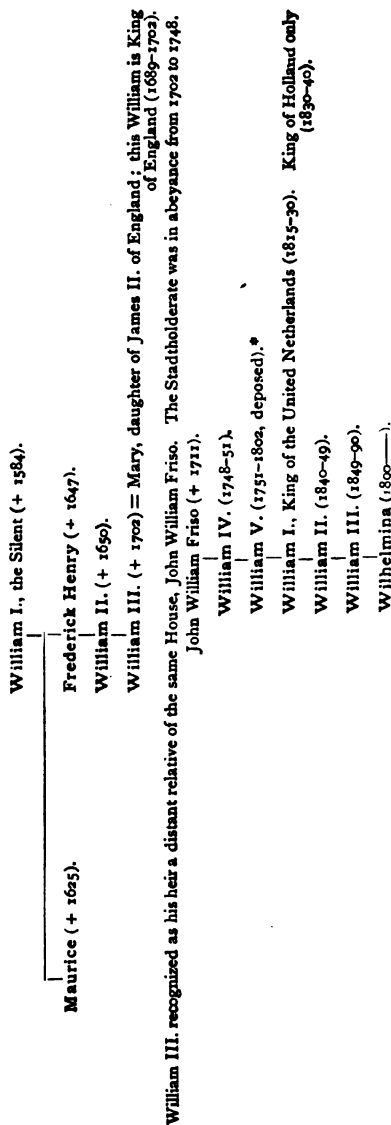 William I., the Silent (+ 1584).
Maurice (+ 1625).
Frederick Henry (+ 1647).
William II. (+ 1650).
William III. (+ 1702) = Mary, daughter of James II. of England; this William is King
of England (1689-1702).
William III. recognized as his heir a distant relative of the same House, John William Friso. The Stadtholderate was in abeyance from 1702 to 1748.
John William Friso (+ 1711).
William IV. (1748-51).
William V. (1751-1802, deposed).*
William I., King of the United Netherlands (1815-30). King of Holland only
(1830-40).
William II. (1840-49).
William III. (1849-90).
Wilhelmina (1800——).